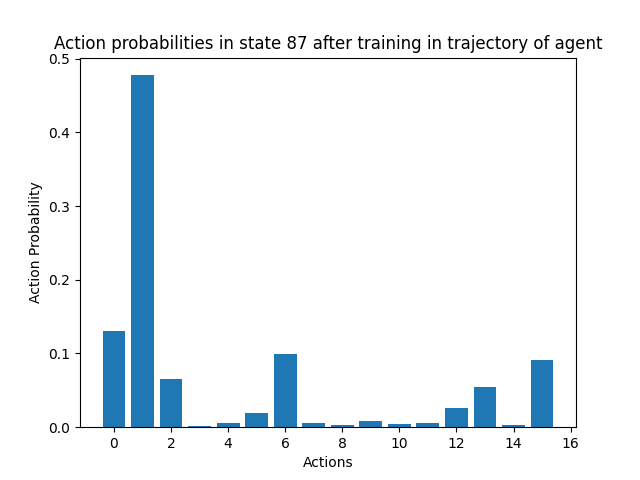 Action probabilities in state 87 after training in trajectory of agent
0.5
0.4
0.3
0.2
0.1
0.0
Action Probability
0 2 4 6 8 10 12 14 16
Actions